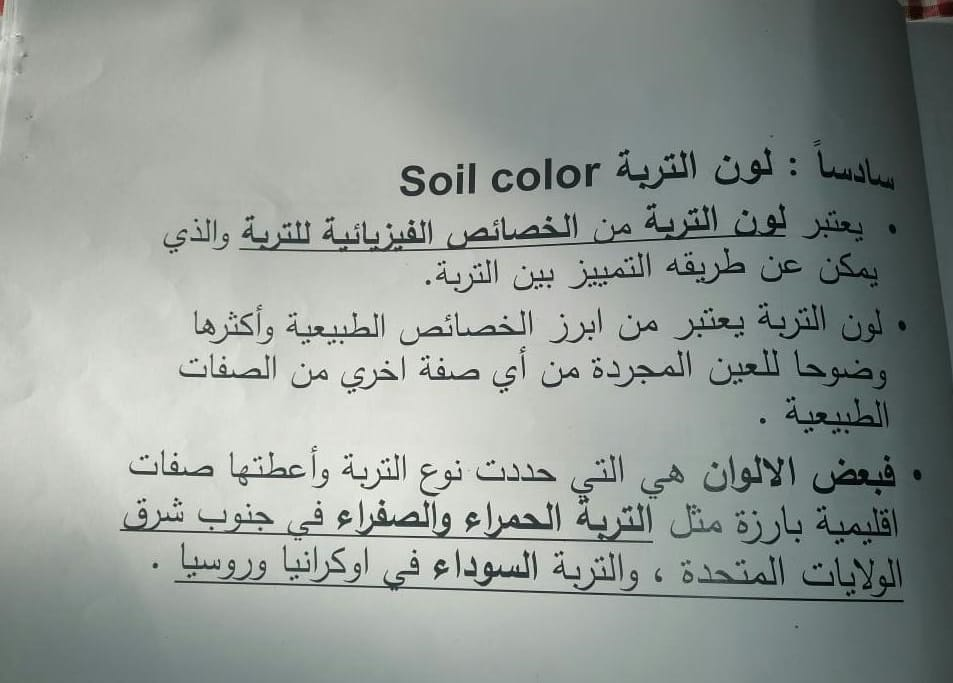 سادساً : لون التربة Soil color
• يعتبر لون التربة من الخصائص الفيزيائية للتربة والذي
يمكن عن طريقه التمييز بين التربة.
• لون التربة يعتبر من ابرز الخصائص الطبيعية وأكثرها
وضوحا للعين المجردة من أي صفة اخري من الصفات
الطبيعية .
• فبعض الالوان هي التي حددت نوع التربة وأعطتها صفات
اقليمية بارزة مثل التربة الحمراء والصفراء في جنوب شرق
الولايات المتحدة ، والتربة السوداء في اوكرانيا وروسيا .